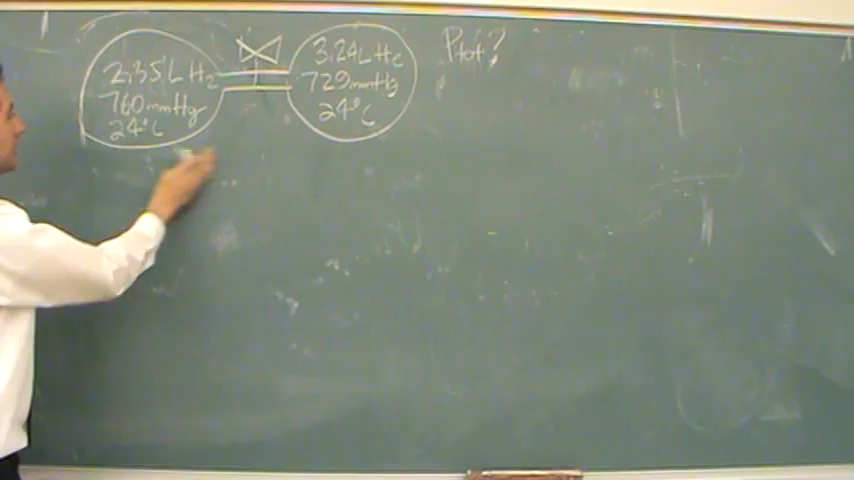 2.35L H₂
760mmHg
24°C
3.24L He
729mmHg
24°C
Ptot?